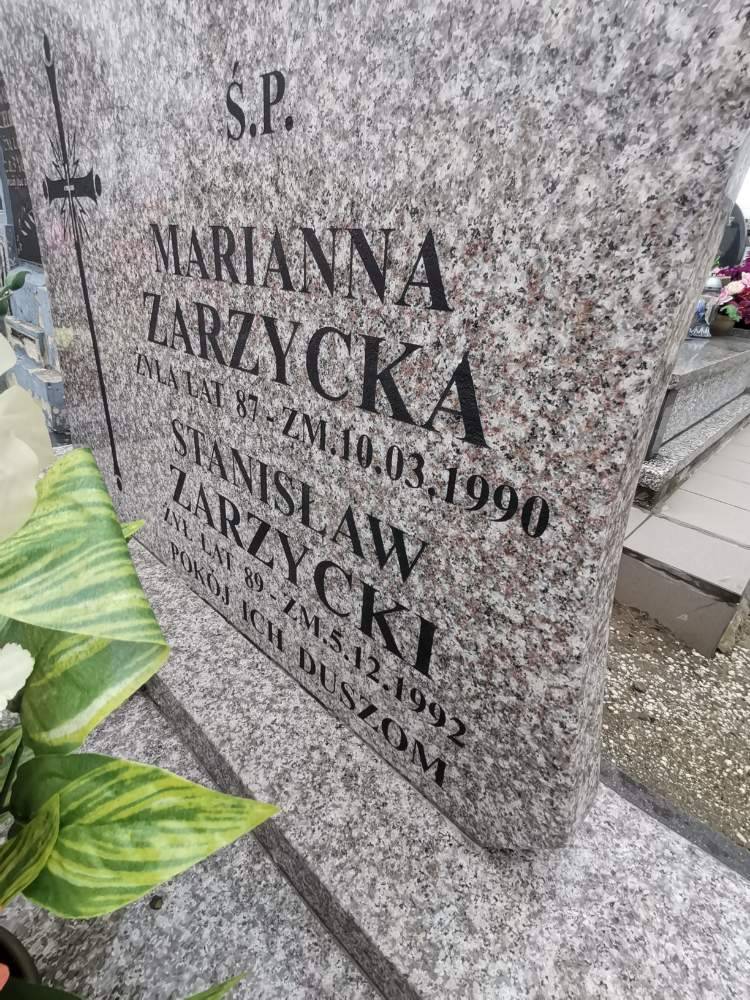 Ś.P.
MARIANNA
ZARZYCKA
ŻYŁA LAT 87 - ZM.10.03.1990
STANISŁAW
ZARZYCKI
ŻYŁ LAT 89 - ZM.5.12.1992
POKÓJ ICH DUSZOM